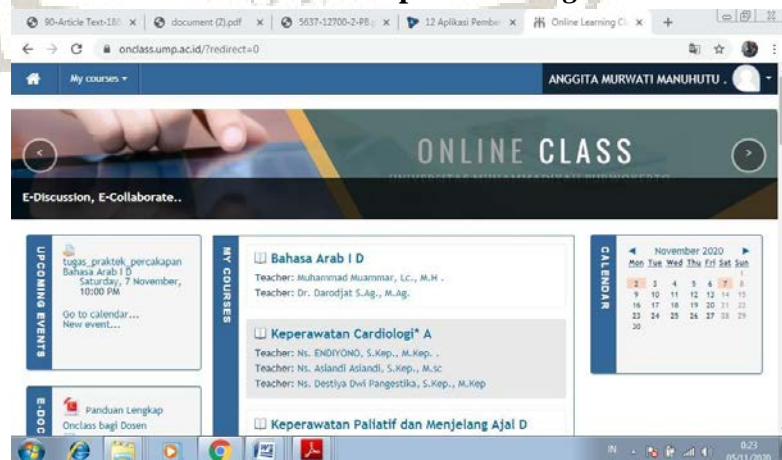 90-Article Text-18
document (2).pdf
5637-12700-2-PB.p
12 Aplikasi Pember
Online Learning Cl
onclass.ump.ac.id/?redirect=0
My courses
ANGGITA MURWATI MANUHUTU .
ONLINE CLASS
E-Discussion, E-Collaborate..
UPCOMING EVENTS
tugas_praktek_percakapan
Bahasa Arab I D
Saturday, 7 November,
10:00 PM
Go to calendar...
New event...
E-DOC
Panduan Lengkap
Onclass bagi Dosen
MY COURSES
Bahasa Arab I D
Teacher: Muhammad Muammar, Lc., M.H .
Teacher: Dr. Darodjat S.Ag., M.Ag.
Keperawatan Cardiologi* A
Teacher: Ns. ENDIYONO, S.Kep., M.Kep. .
Teacher: Ns. Asiandi Asiandi, S.Kep., M.sc
Teacher: Ns. Destiya Dwi Pangestika, S.Kep., M.Kep
Keperawatan Paliatif dan Menjelang Ajal D
CALENDAR
November 2020
Mon Tue Wed Thu Fri Sat Sun
1
2 3 4 5 6 7 8
9 10 11 12 13 14 15
16 17 18 19 20 21 22
23 24 25 26 27 28 29
30
IN
0:23
05/11/2020